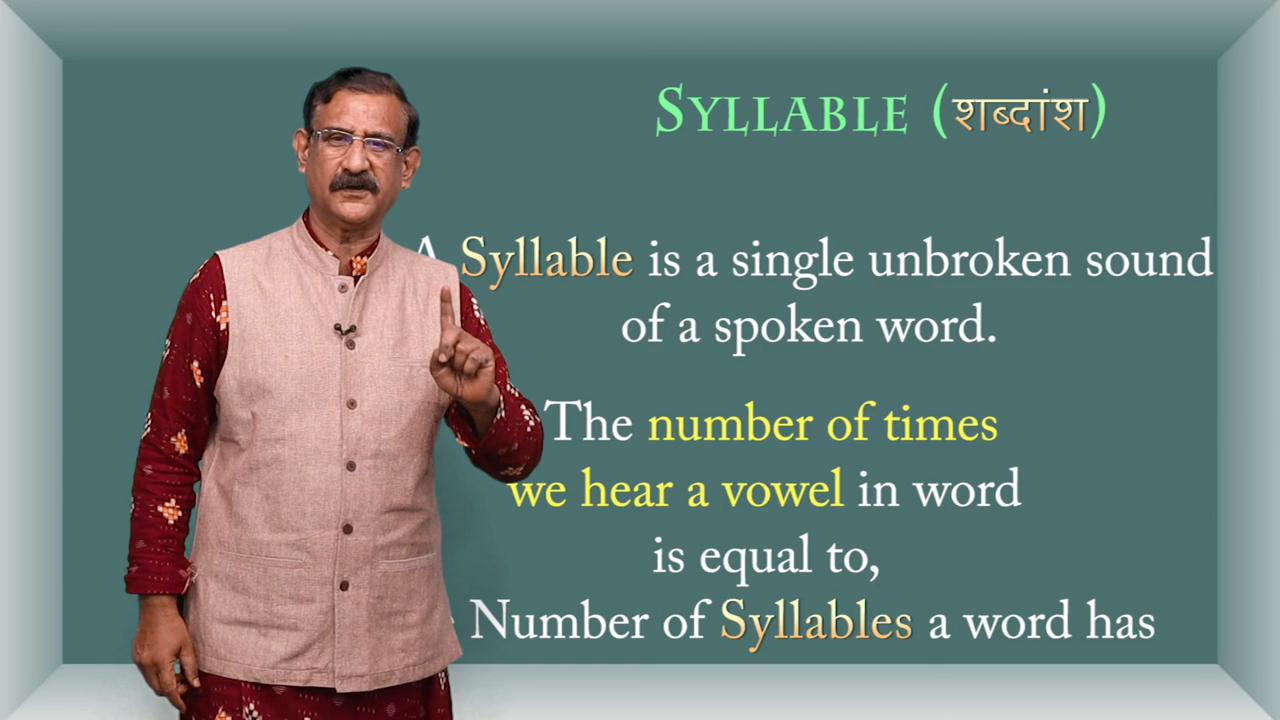 SYLLABLE (शब्दांश)
A Syllable is a single unbroken sound
of a spoken word.
The number of times
we hear a vowel in word
is equal to,
Number of Syllables a word has